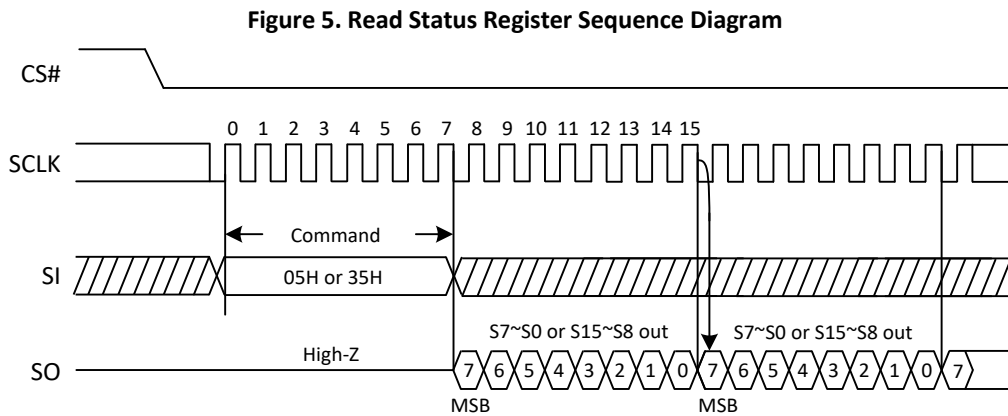 Figure 5. Read Status Register Sequence Diagram
CS#
0 1 2 3 4 5 6 7 8 9 10 11 12 13 14 15
SCLK
Command
SI
05H or 35H
S7~S0 or S15~S8 out S7~S0 or S15~S8 out
High-Z
SO
7 6 5 4 3 2 1 0 7 6 5 4 3 2 1 0 7
MSB MSB